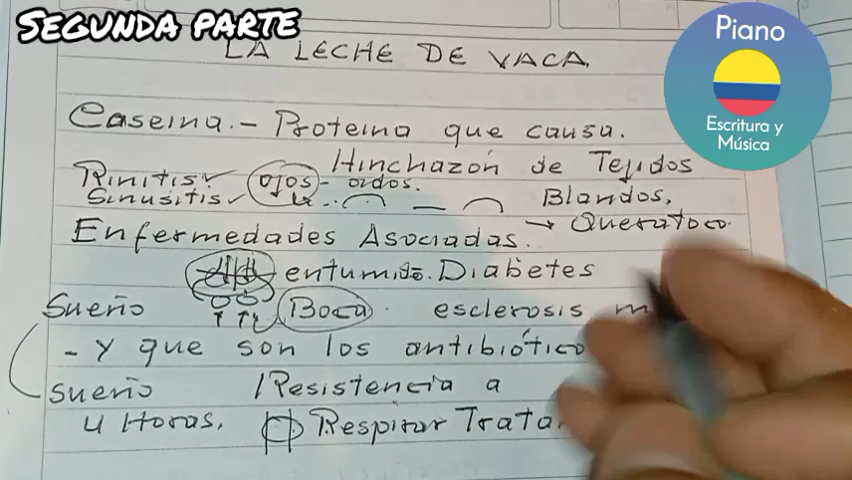 SEGUNDA PARTE
Piano
Escritura y
Música
LA LECHE DE VACA.
Caseina.- Proteina que causa.
Hinchazón de Tejidos
Rinitis ojos - oidos.
Sinusitis Blandos,
→ Queratoco
Enfermedades Asociadas..
entumido. Diabetes
Sueño Boca. esclerosis m
- Y que son los antibiótico
Sueño Resistencia a
4 Horas. Respirar Tratam